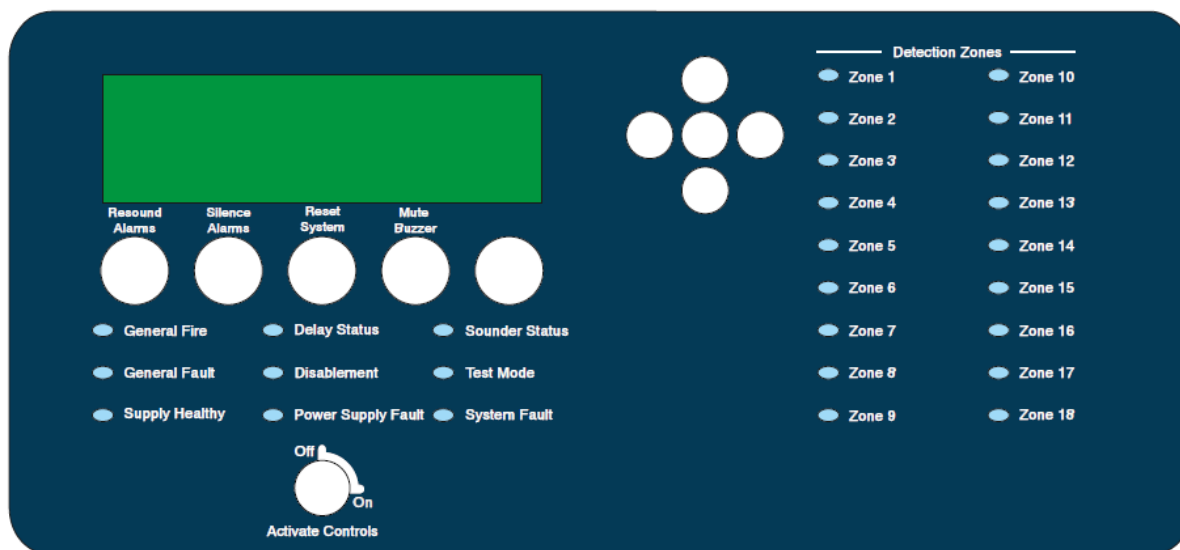 Detection Zones
Zone 1
Zone 10
Zone 2
Zone 11
Zone 3
Zone 12
Zone 4
Zone 13
Zone 5
Zone 14
Zone 6
Zone 15
Zone 7
Zone 16
Zone 8
Zone 17
Zone 9
Zone 18
Resound
Alarms
Silence
Alarms
Reset
System
Mute
Buzzer
General Fire
Delay Status
Sounder Status
General Fault
Disablement
Test Mode
Supply Healthy
Power Supply Fault
System Fault
Off
On
Activate Controls